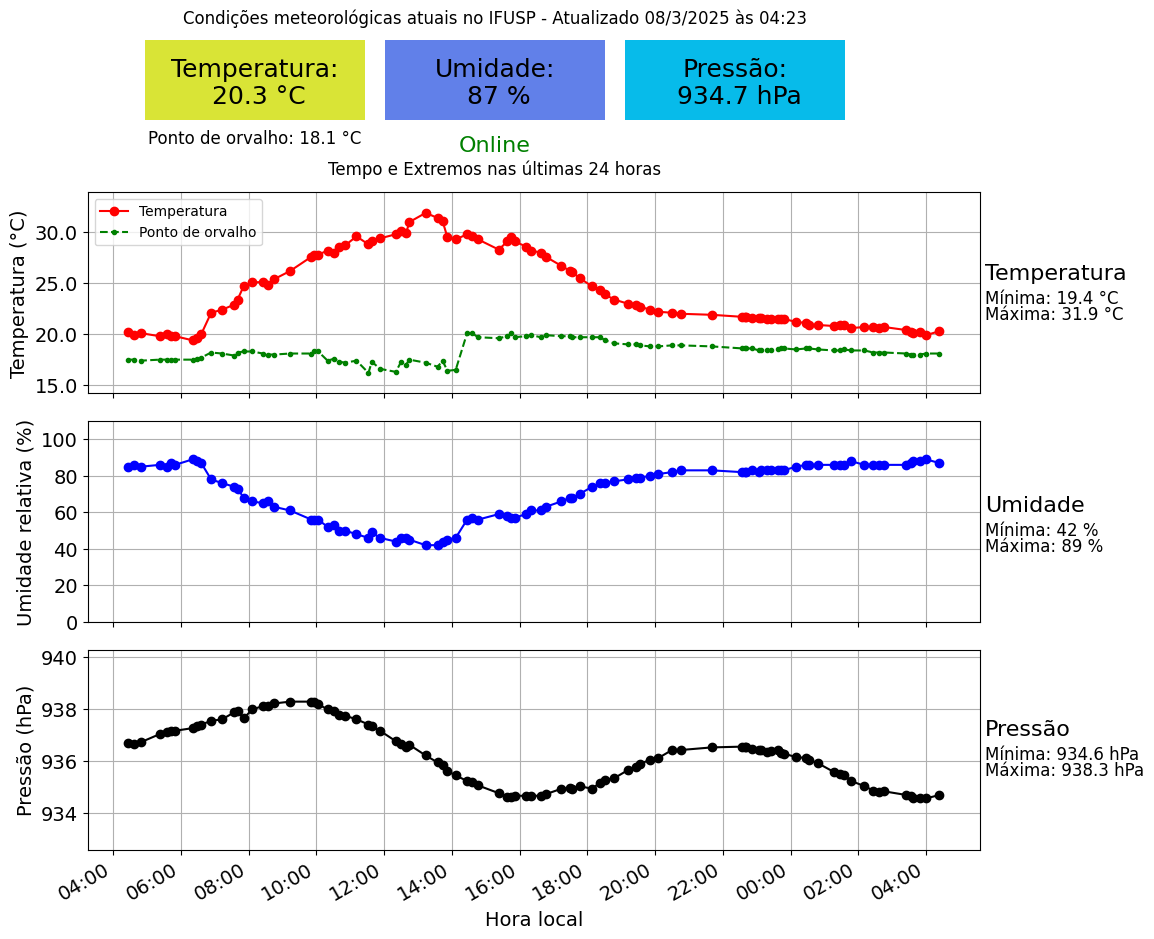 Condições meteorológicas atuais no IFUSP - Atualizado 08/3/2025 às 04:23
Temperatura:
20.3 °C
Umidade:
87 %
Pressão:
934.7 hPa
Ponto de orvalho: 18.1 °C
Online
Tempo e Extremos nas últimas 24 horas
Temperatura (°C)
30.0
25.0
20.0
15.0
Temperatura
Ponto de orvalho
Temperatura
Mínima: 19.4 °C
Máxima: 31.9 °C
Umidade relativa (%)
100
80
60
40
20
0
Umidade
Mínima: 42 %
Máxima: 89 %
Pressão (hPa)
940
938
936
934
Pressão
Mínima: 934.6 hPa
Máxima: 938.3 hPa
04:00 06:00 08:00 10:00 12:00 14:00 16:00 18:00 20:00 22:00 00:00 02:00 04:00
Hora local